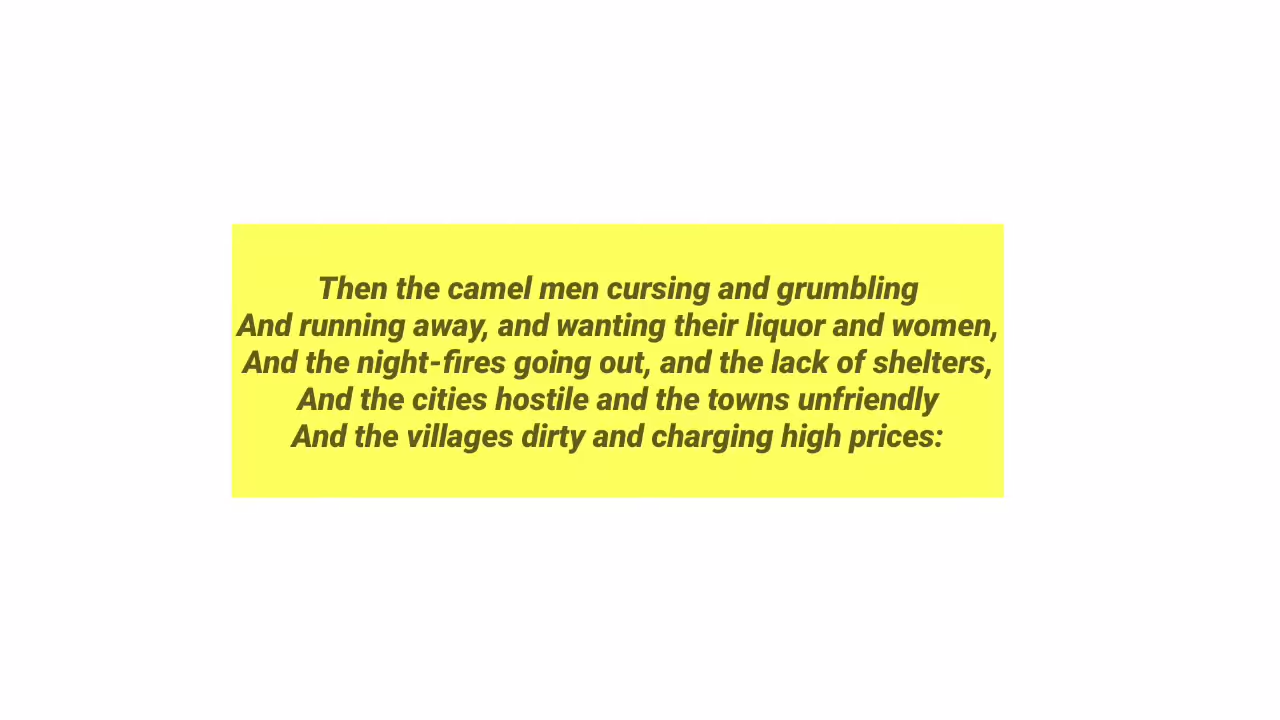 Then the camel men cursing and grumbling
And running away, and wanting their liquor and women,
And the night-fires going out, and the lack of shelters,
And the cities hostile and the towns unfriendly
And the villages dirty and charging high prices: